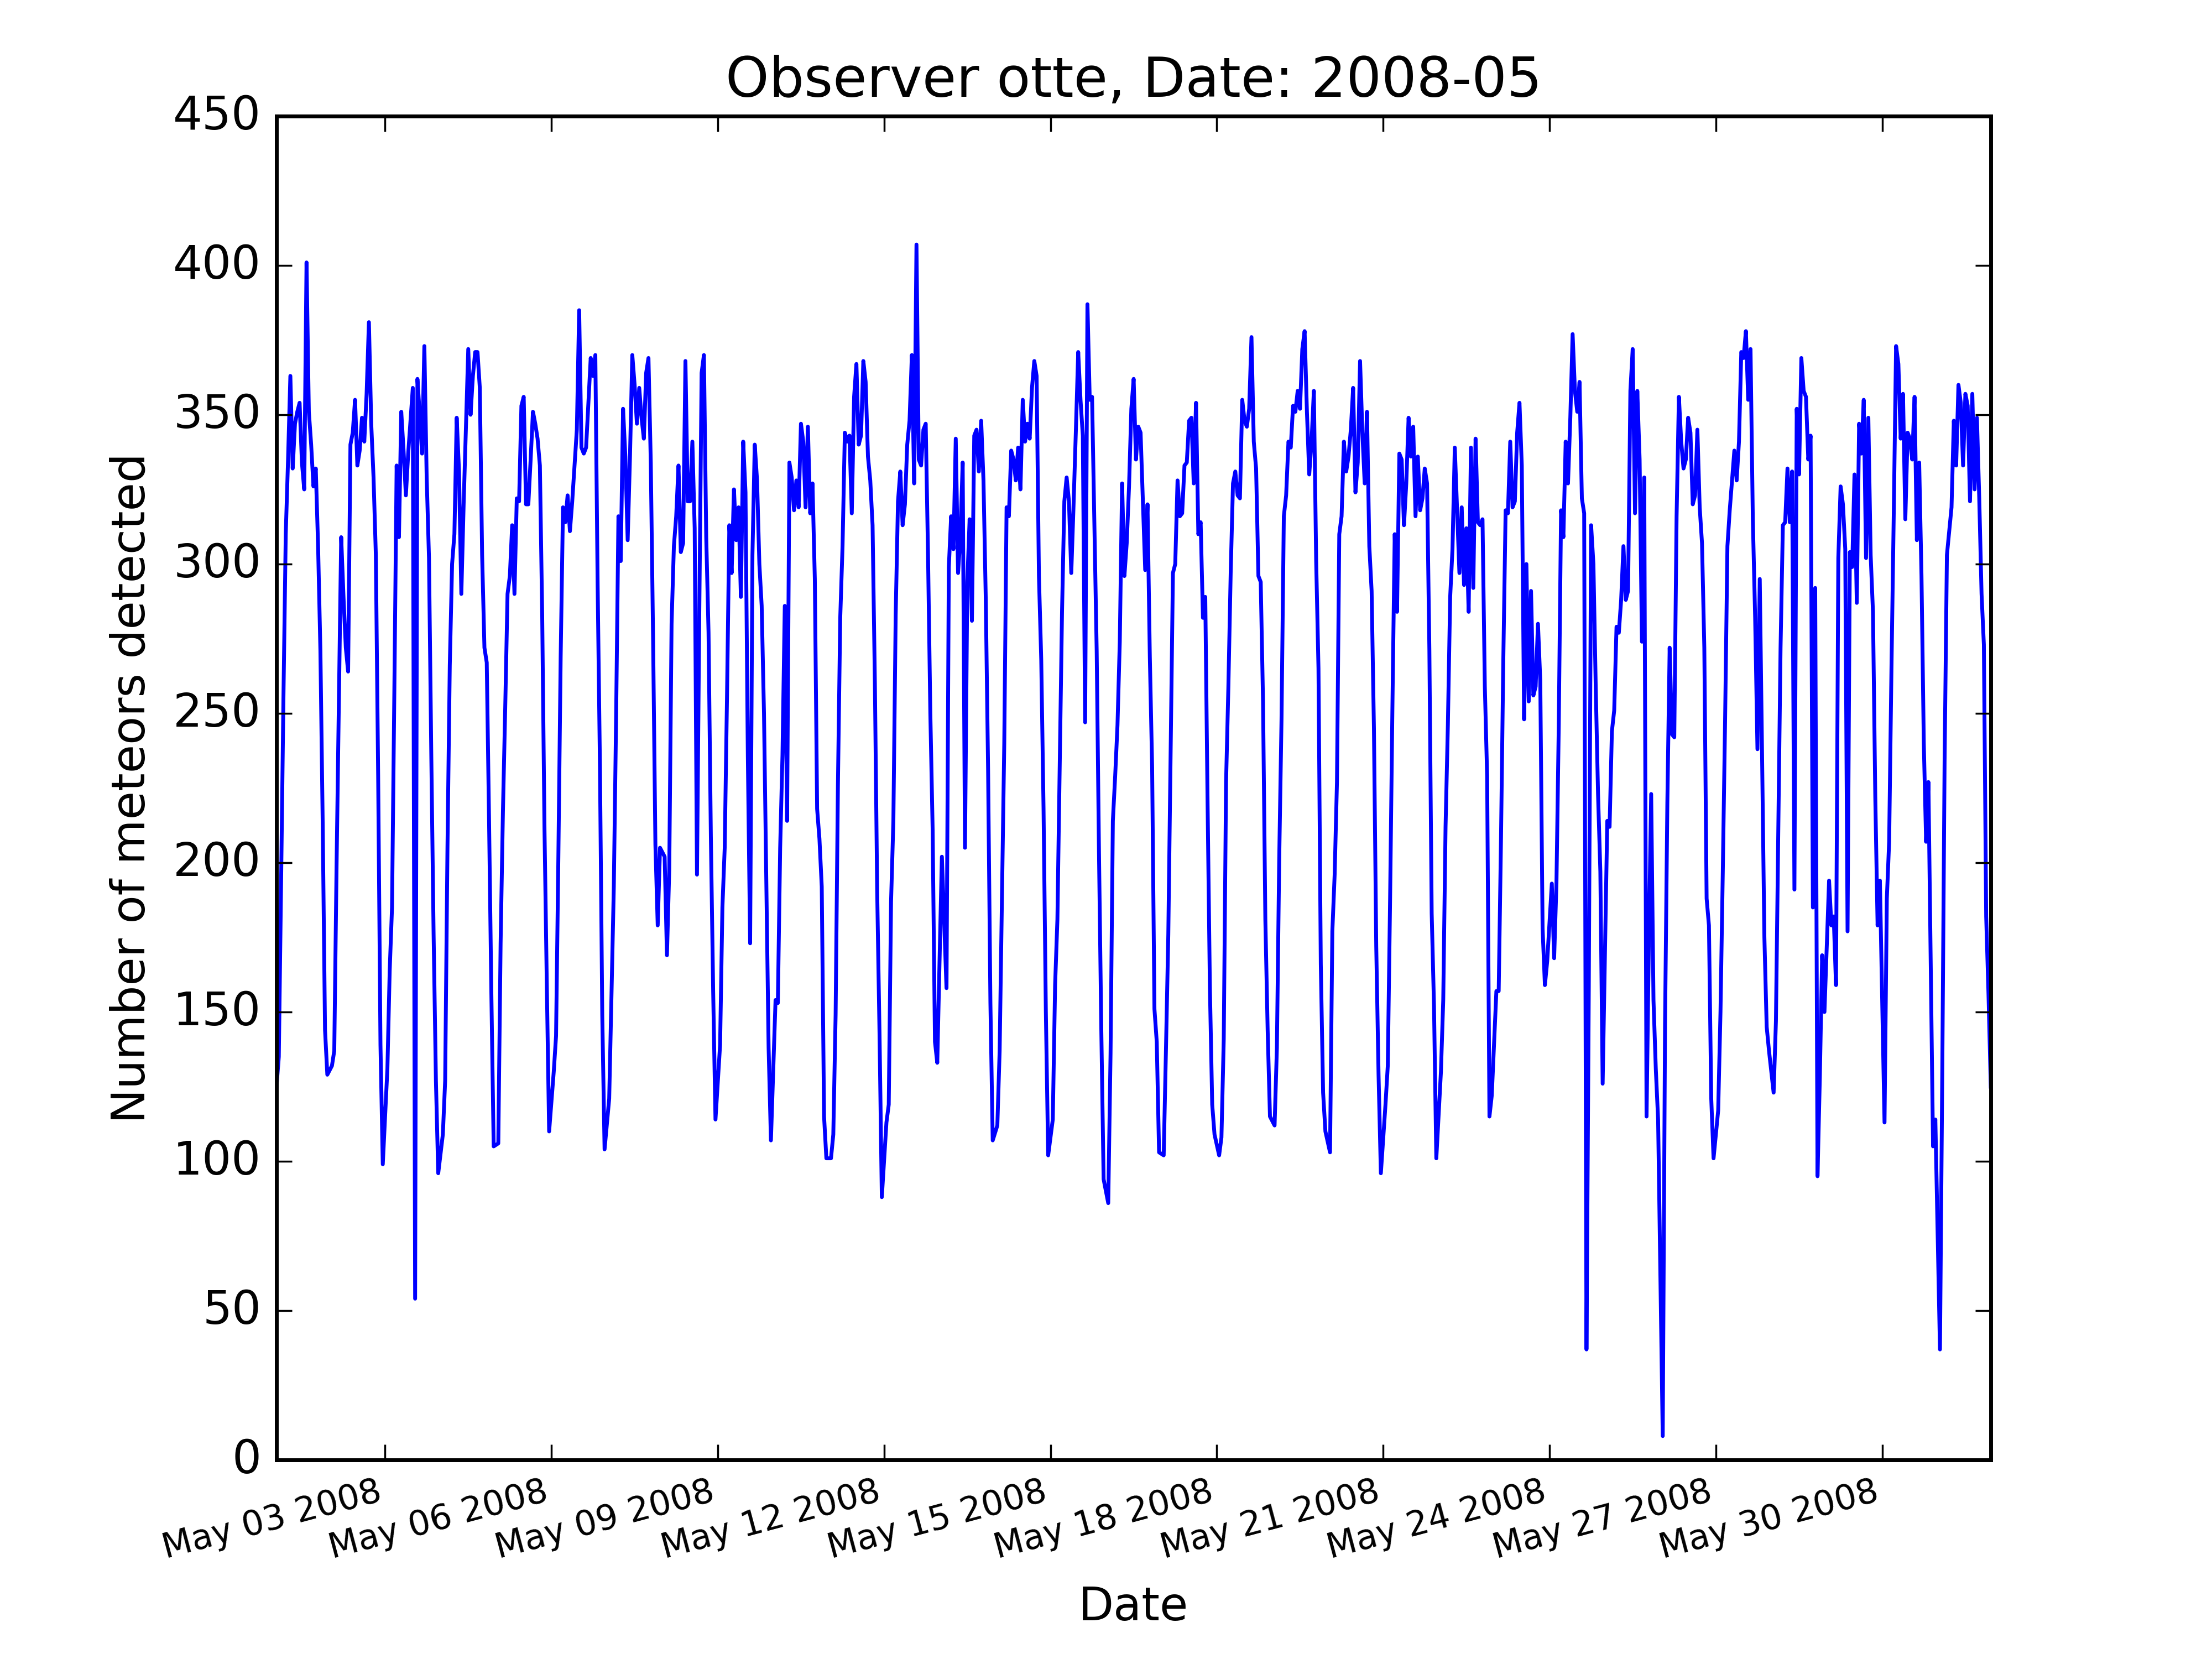 Observer otte, Date: 2008-05
Number of meteors detected
450
400
350
300
250
200
150
100
50
0
May 03 2008
May 06 2008
May 09 2008
May 12 2008
May 15 2008
May 18 2008
May 21 2008
May 24 2008
May 27 2008
May 30 2008
Date